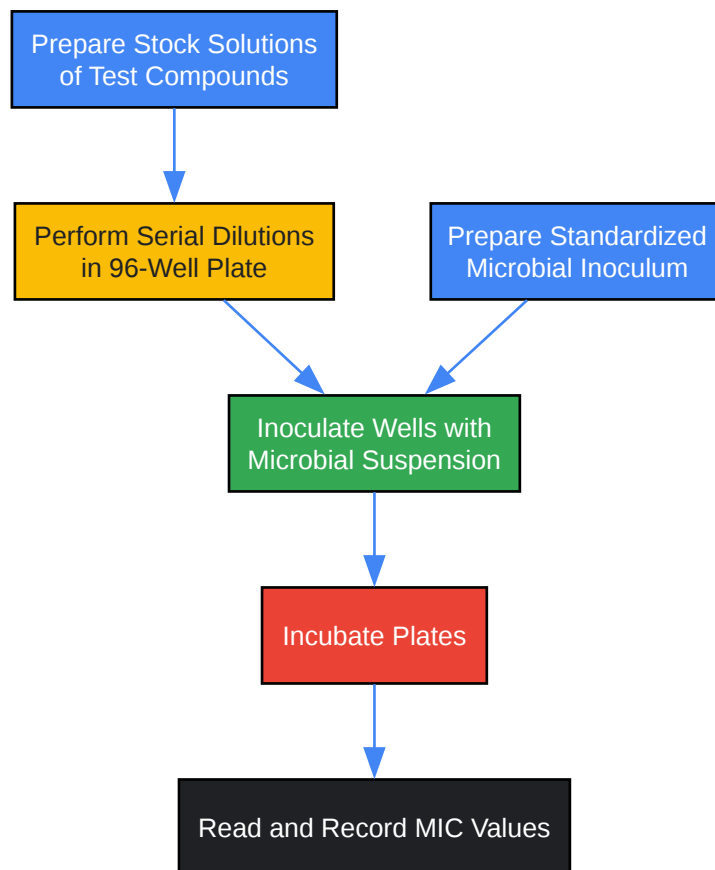 Prepare Stock Solutions
of Test Compounds
Perform Serial Dilutions
in 96-Well Plate
Prepare Standardized
Microbial Inoculum
Inoculate Wells with
Microbial Suspension
Incubate Plates
Read and Record MIC Values